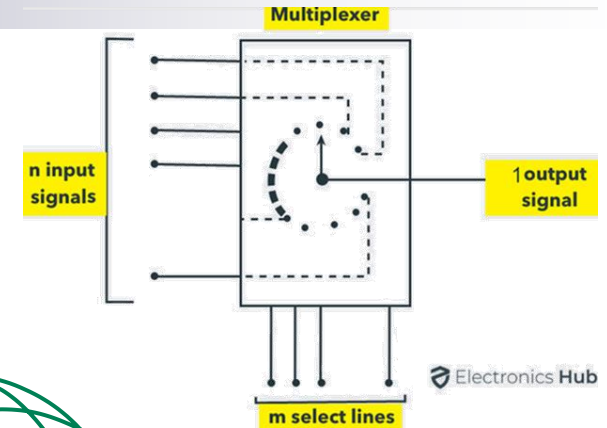 Multiplexer
n input
signals
1 output
signal
Electronics Hub
m select lines